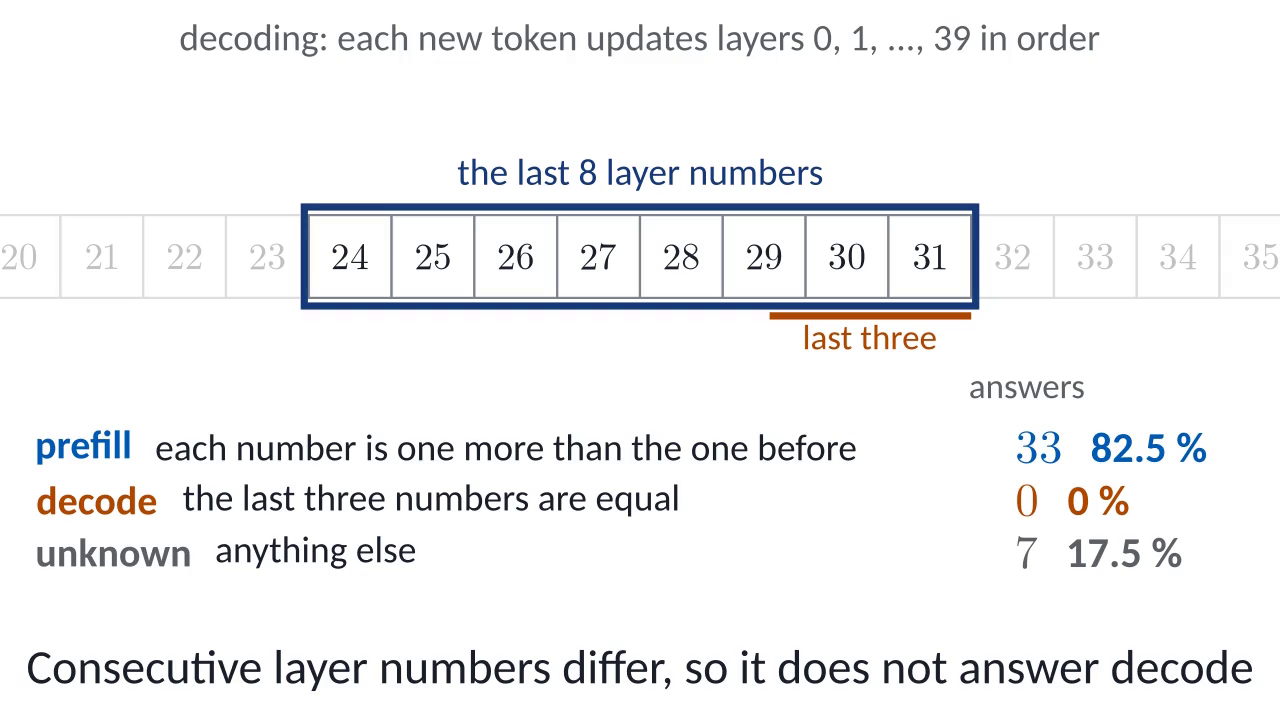 decoding: each new token updates layers 0, 1, ..., 39 in order
the last 8 layer numbers
20 21 22 23 24 25 26 27 28 29 30 31 32 33 34 35
last three
answers
prefill each number is one more than the one before 33 82.5 %
decode the last three numbers are equal 0 0 %
unknown anything else 7 17.5 %
Consecutive layer numbers differ, so it does not answer decode